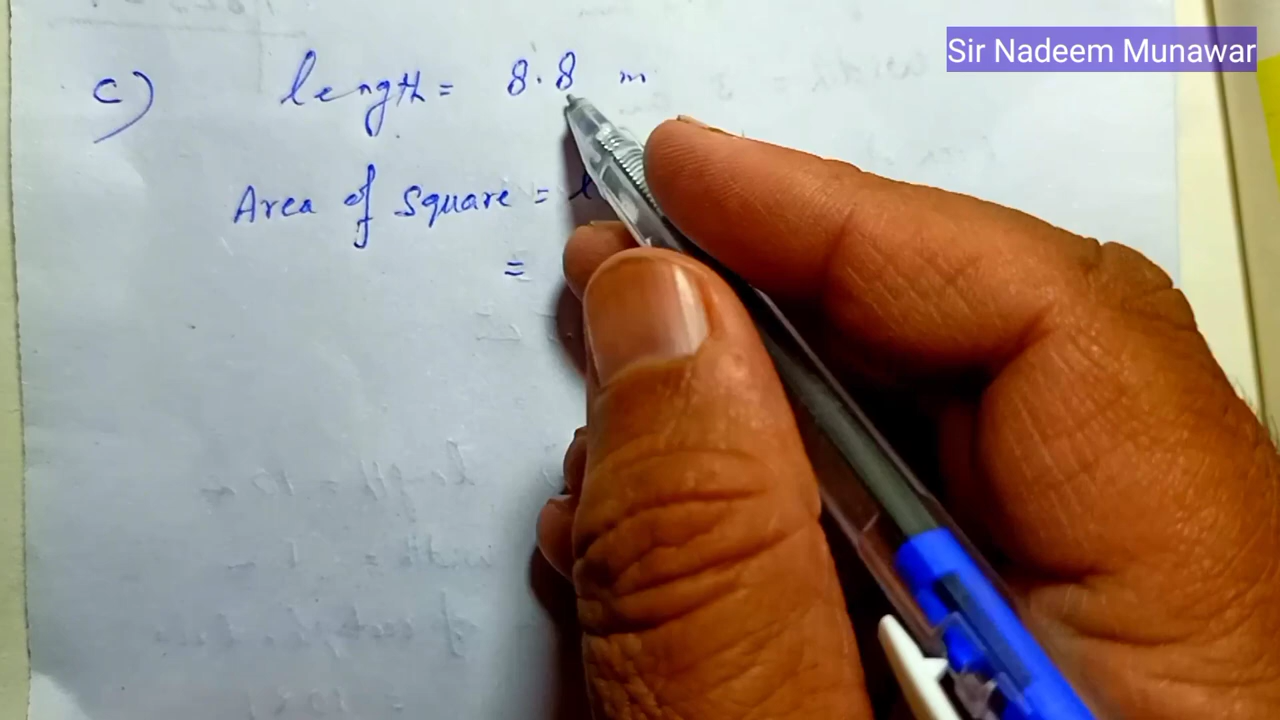 Sir Nadeem Munawar
c) length = 8.8 m
Area of Square = l
=